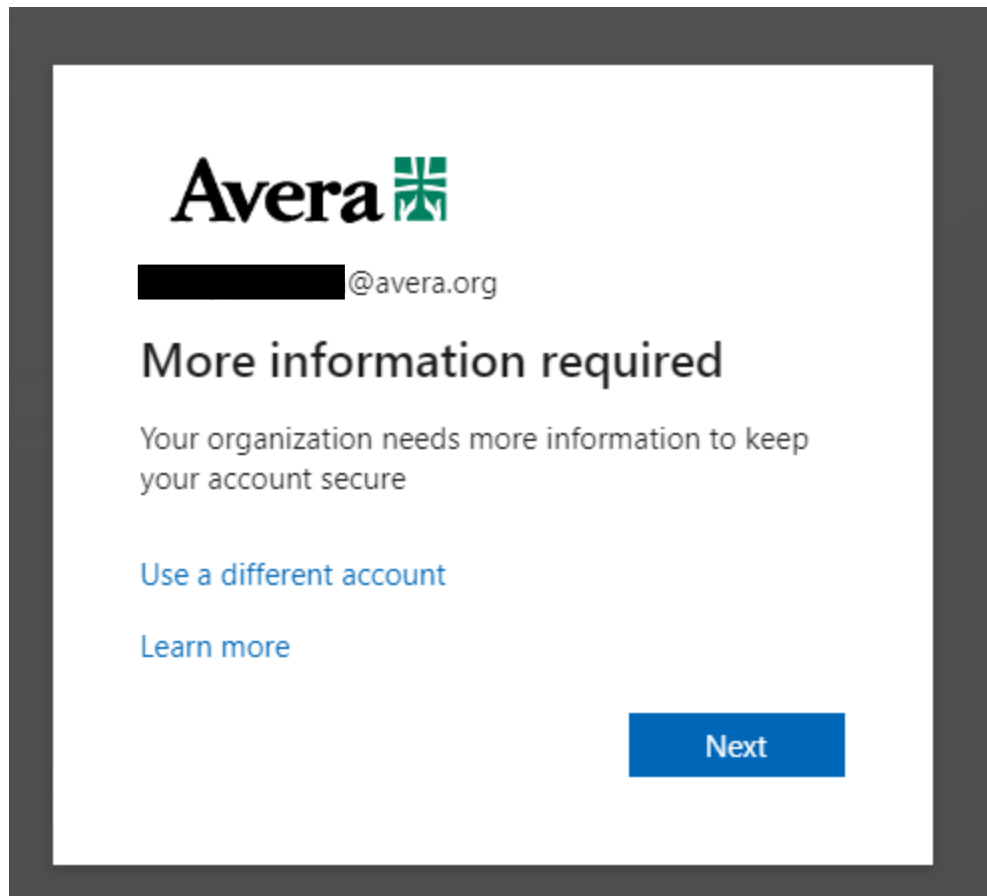 Avera
@avera.org
More information required
Your organization needs more information to keep
your account secure
Use a different account
Learn more
Next